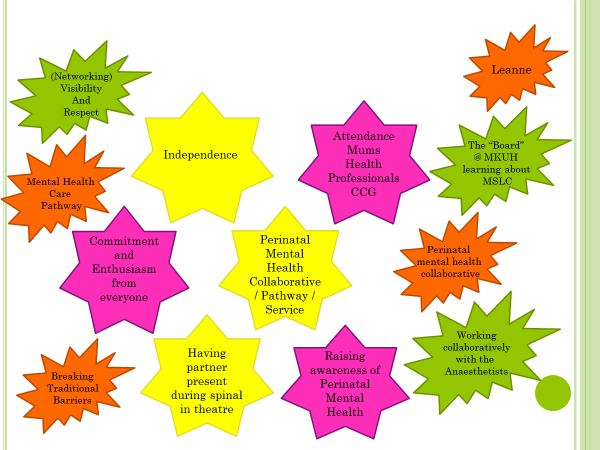 (Networking)
Visibility
And
Respect
Leanne
Independence
Attendance
Mums
Health
Professionals
CCG
The “Board”
@ MKUH
learning about
MSLC
Mental Health
Care
Pathway
Commitment
and
Enthusiasm
from
everyone
Perinatal
Mental
Health
Collaborative
/ Pathway /
Service
Perinatal
mental health
collaborative
Breaking
Traditional
Barriers
Having
partner
present
during spinal
in theatre
Raising
awareness of
Perinatal
Mental
Health
Working
collaboratively
with the
Anaesthetists